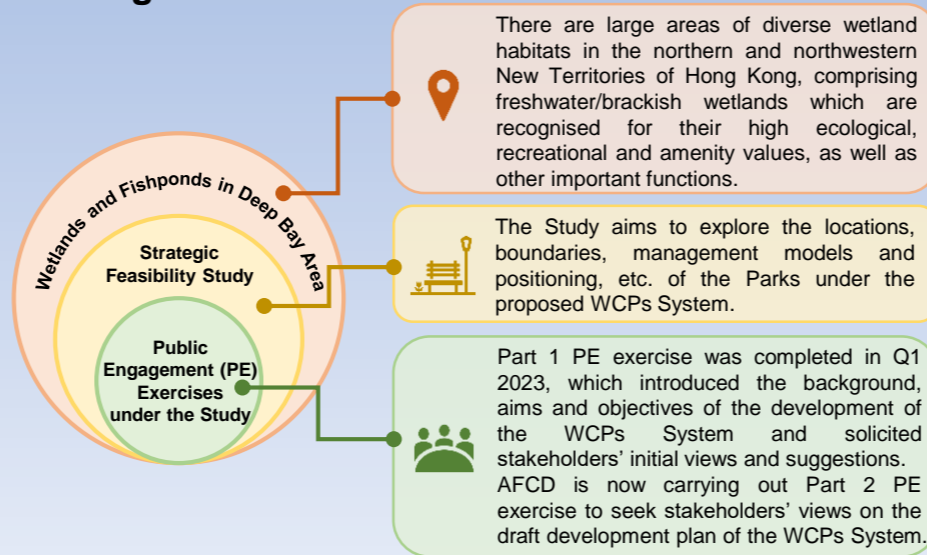 Wetlands and Fishponds in Deep Bay Area
Strategic
Feasibility Study
Public
Engagement (PE)
Exercises
under the Study
There are large areas of diverse wetland
habitats in the northern and northwestern
New Territories of Hong Kong, comprising
freshwater/brackish wetlands which are
recognised for their high ecological,
recreational and amenity values, as well as
other important functions.
The Study aims to explore the locations,
boundaries, management models and
positioning, etc. of the Parks under the
proposed WCPs System.
Part 1 PE exercise was completed in Q1
2023, which introduced the background,
aims and objectives of the development of
the WCPs System and solicited
stakeholders’ initial views and suggestions.
AFCD is now carrying out Part 2 PE
exercise to seek stakeholders’ views on the
draft development plan of the WCPs System.